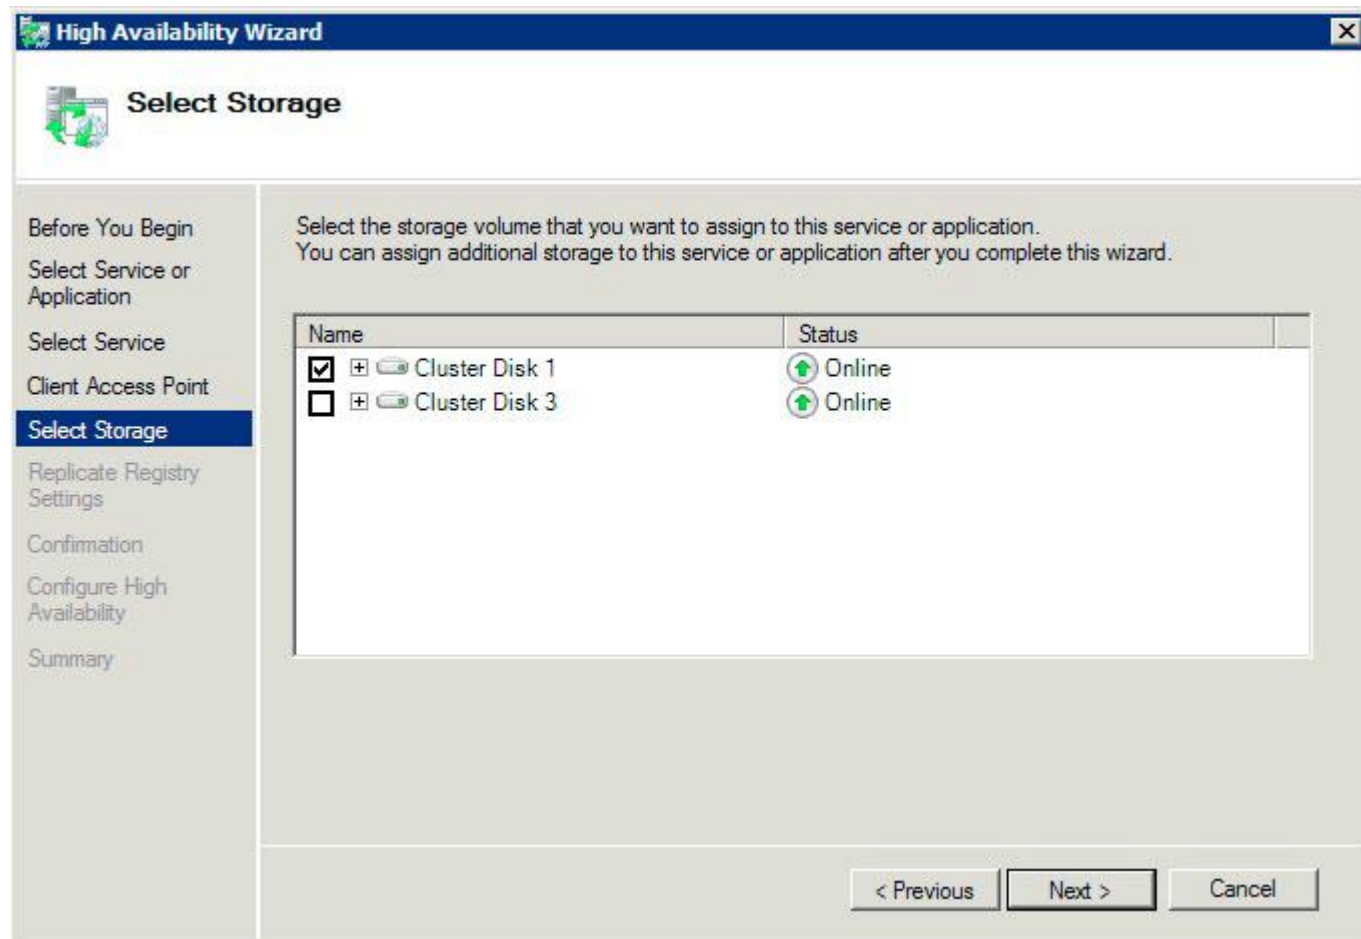 High Availability Wizard
Select Storage
Before You Begin
Select Service or
Application
Select Service
Client Access Point
Select Storage
Replicate Registry
Settings
Confirmation
Configure High
Availability
Summary
Select the storage volume that you want to assign to this service or application.
You can assign additional storage to this service or application after you complete this wizard.
Name Status
Cluster Disk 1 Online
Cluster Disk 3 Online
< Previous Next > Cancel